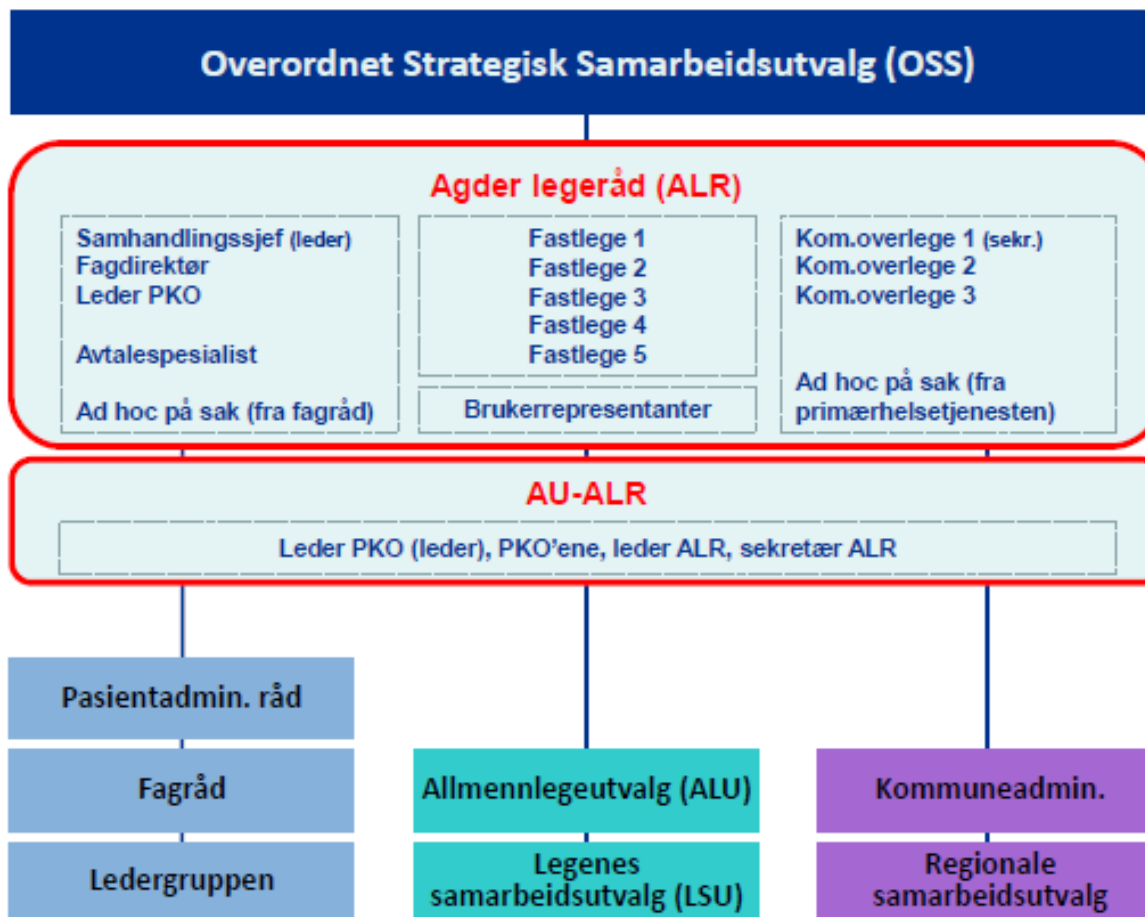 Overordnet Strategisk Samarbeidsutvalg (OSS)
Agder legeråd (ALR)
Samhandlingssjef (leder)
Fagdirektør
Leder PKO
Avtalespesialist
Ad hoc på sak (fra fagråd)
Fastlege 1
Fastlege 2
Fastlege 3
Fastlege 4
Fastlege 5
Brukerrepresentanter
Kom.overlege 1 (sekr.)
Kom.overlege 2
Kom.overlege 3
Ad hoc på sak (fra
primærhelsetjenesten)
AU-ALR
Leder PKO (leder), PKO'ene, leder ALR, sekretær ALR
Pasientadmin. råd
Fagråd
Ledergruppen
Allmennlegeutvalg (ALU)
Legenes
samarbeidsutvalg (LSU)
Kommuneadmin.
Regionale
samarbeidsutvalg